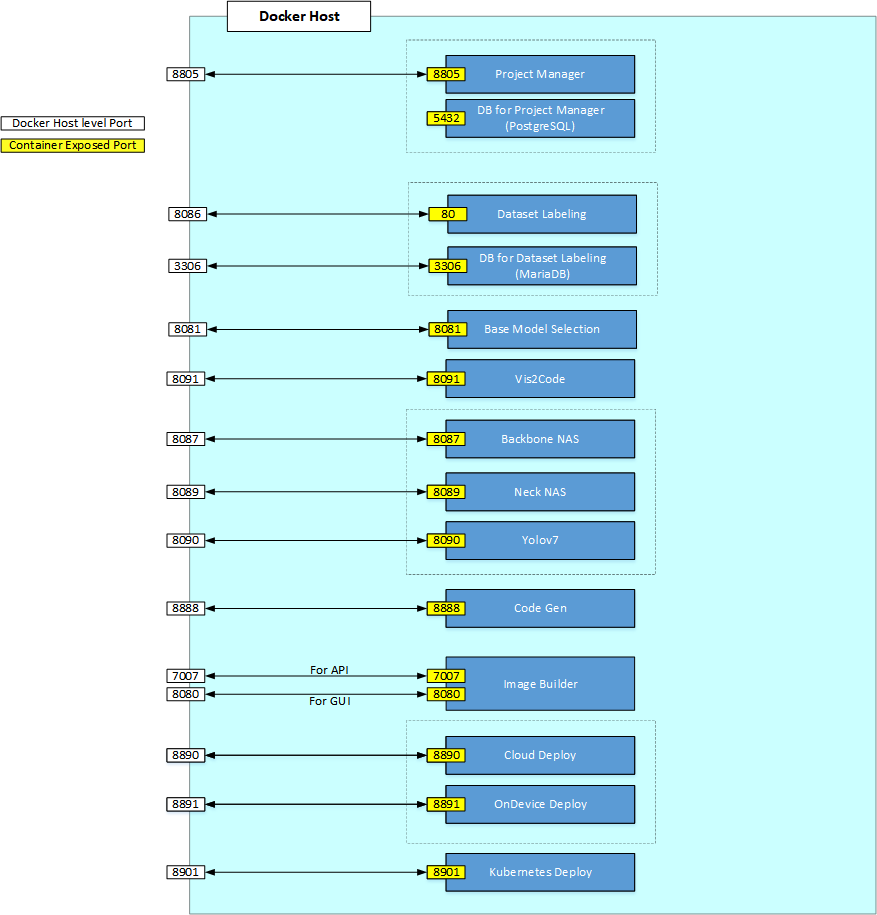 Docker Host
8805
8805
Project Manager
5432
DB for Project Manager
(PostgreSQL)
Docker Host level Port
Container Exposed Port
8086
80
Dataset Labeling
3306
3306
DB for Dataset Labeling
(MariaDB)
8081
8081
Base Model Selection
8091
8091
Vis2Code
8087
8087
Backbone NAS
8089
8089
Neck NAS
8090
8090
Yolov7
8888
8888
Code Gen
7007
For API
7007
Image Builder
8080
For GUI
8080
8890
8890
Cloud Deploy
8891
8891
OnDevice Deploy
8901
8901
Kubernetes Deploy